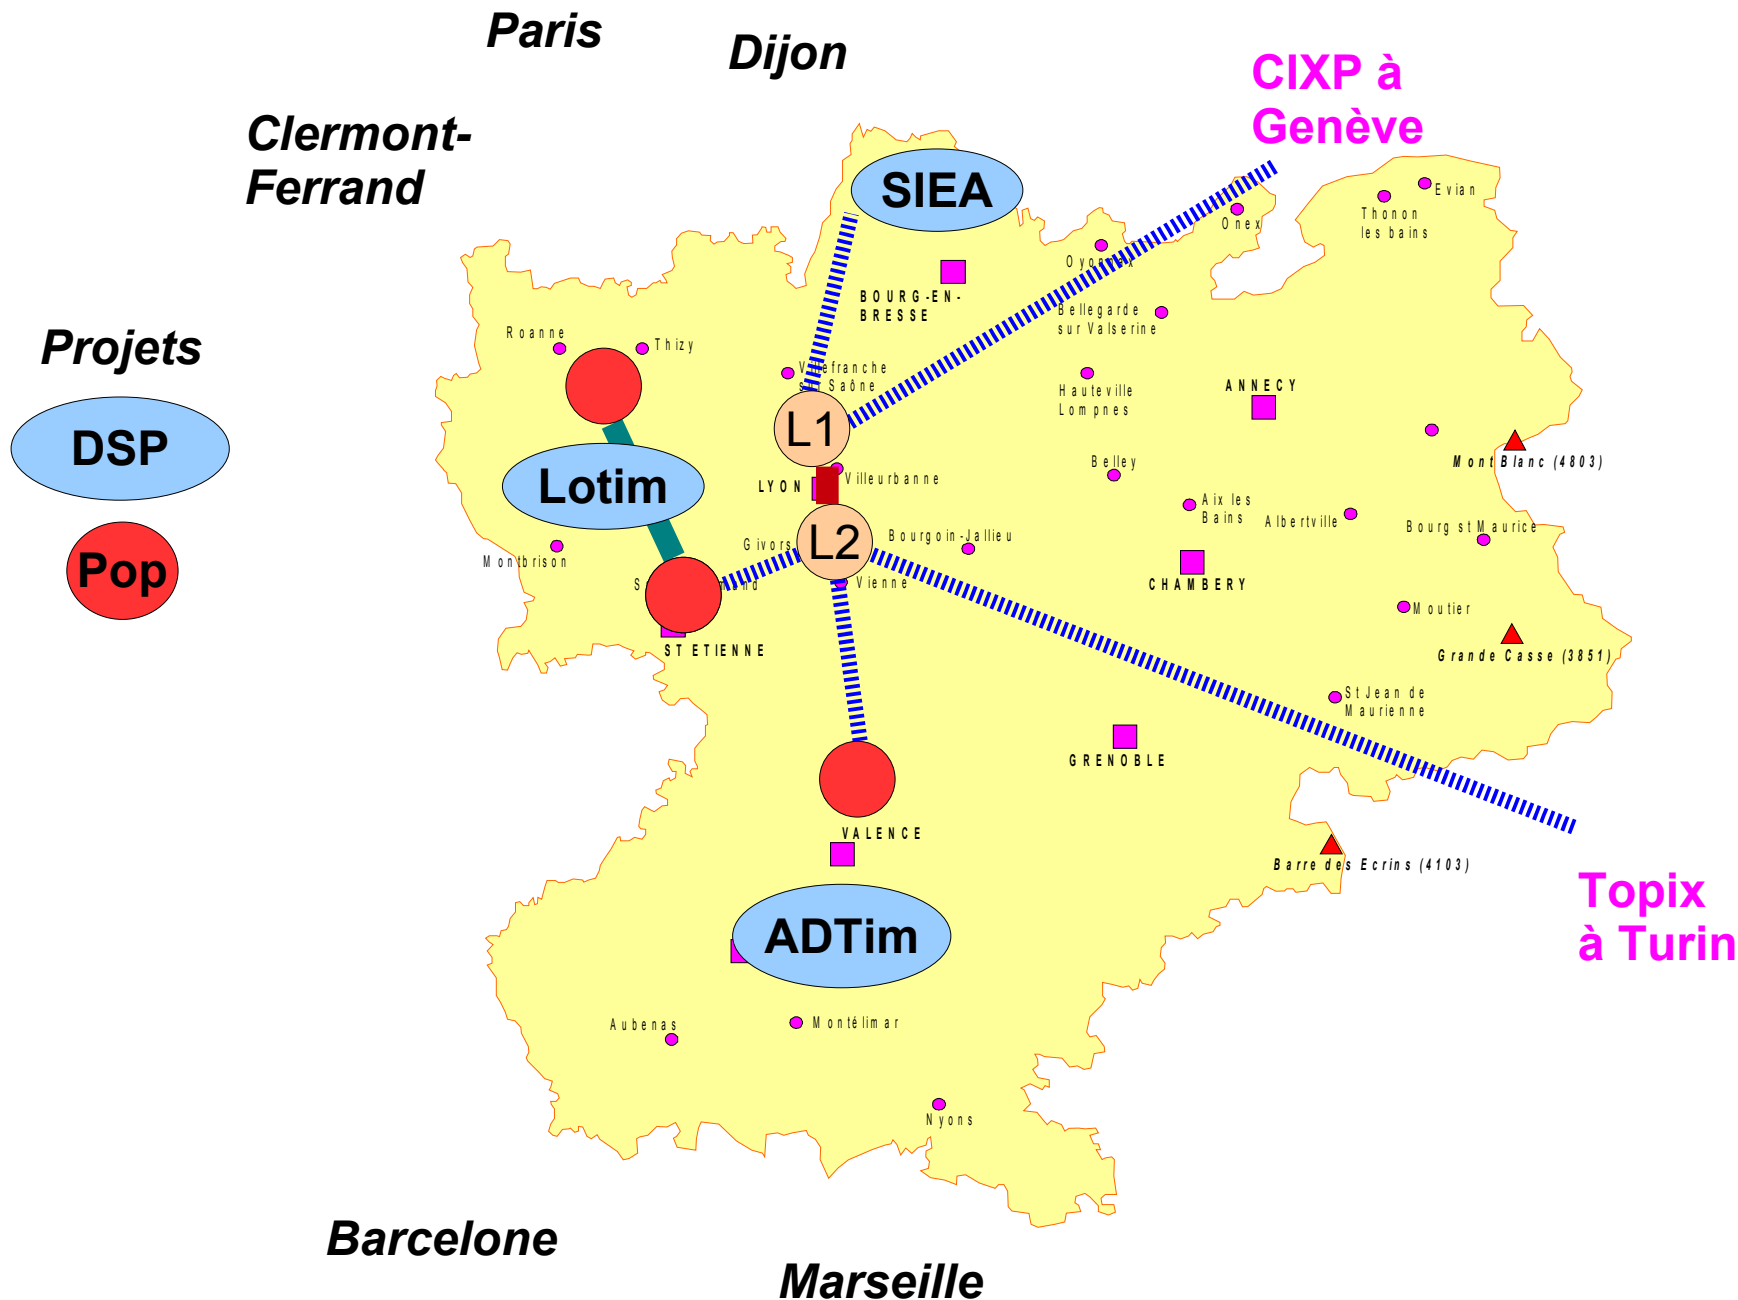 Paris
Dijon
CIXP à
Genève
Clermont-
Ferrand
SIEA
Evian
Thonon
les bains
Onex
Oyonnax
BOURG-EN-
BRESSE
Bellegarde
sur Valserine
Projets
Roanne
Thizy
Villefranche
sur Saône
Hauteville
Lompnes
ANNECY
DSP
L1
Mont Blanc (4803)
Lotim
LYON
Villeurbanne
Belley
Aix les
Bains
Albertville
Bourg st Maurice
Pop
Montbrison
Givors
L2
Bourgoin-Jallieu
Vienne
CHAMBERY
Moutier
ST ETIENNE
Grande Casse (3851)
St Jean de
Maurienne
GRENOBLE
VALENCE
Barre des Ecrins (4103)
Topix
à Turin
ADTim
Aubenas
Montélimar
Nyons
Barcelone
Marseille